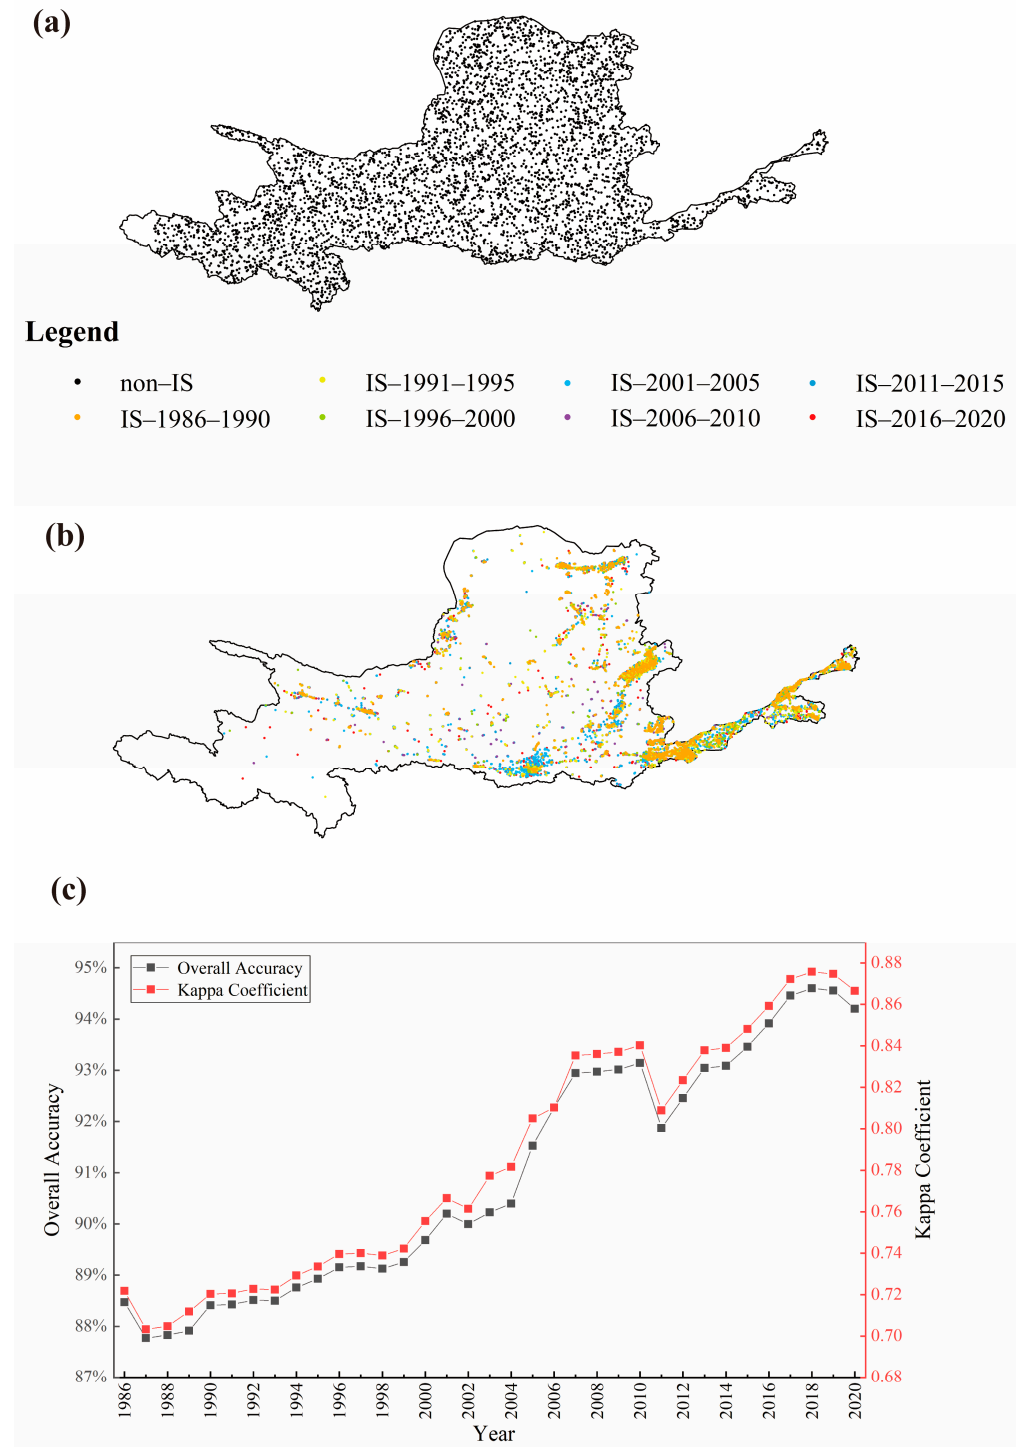 (a)
Legend
non–IS
IS–1991–1995
IS–2001–2005
IS–2011–2015
IS–1986–1990
IS–1996–2000
IS–2006–2010
IS–2016–2020
(b)
(c)
Overall Accuracy
Kappa Coefficient
95%
94%
93%
92%
91%
90%
89%
88%
87%
Overall Accuracy
0.88
0.86
0.84
0.82
0.80
0.78
0.76
0.74
0.72
0.70
0.68
Kappa Coefficient
1986
1988
1990
1992
1994
1996
1998
2000
2002
2004
2006
2008
2010
2012
2014
2016
2018
2020
Year